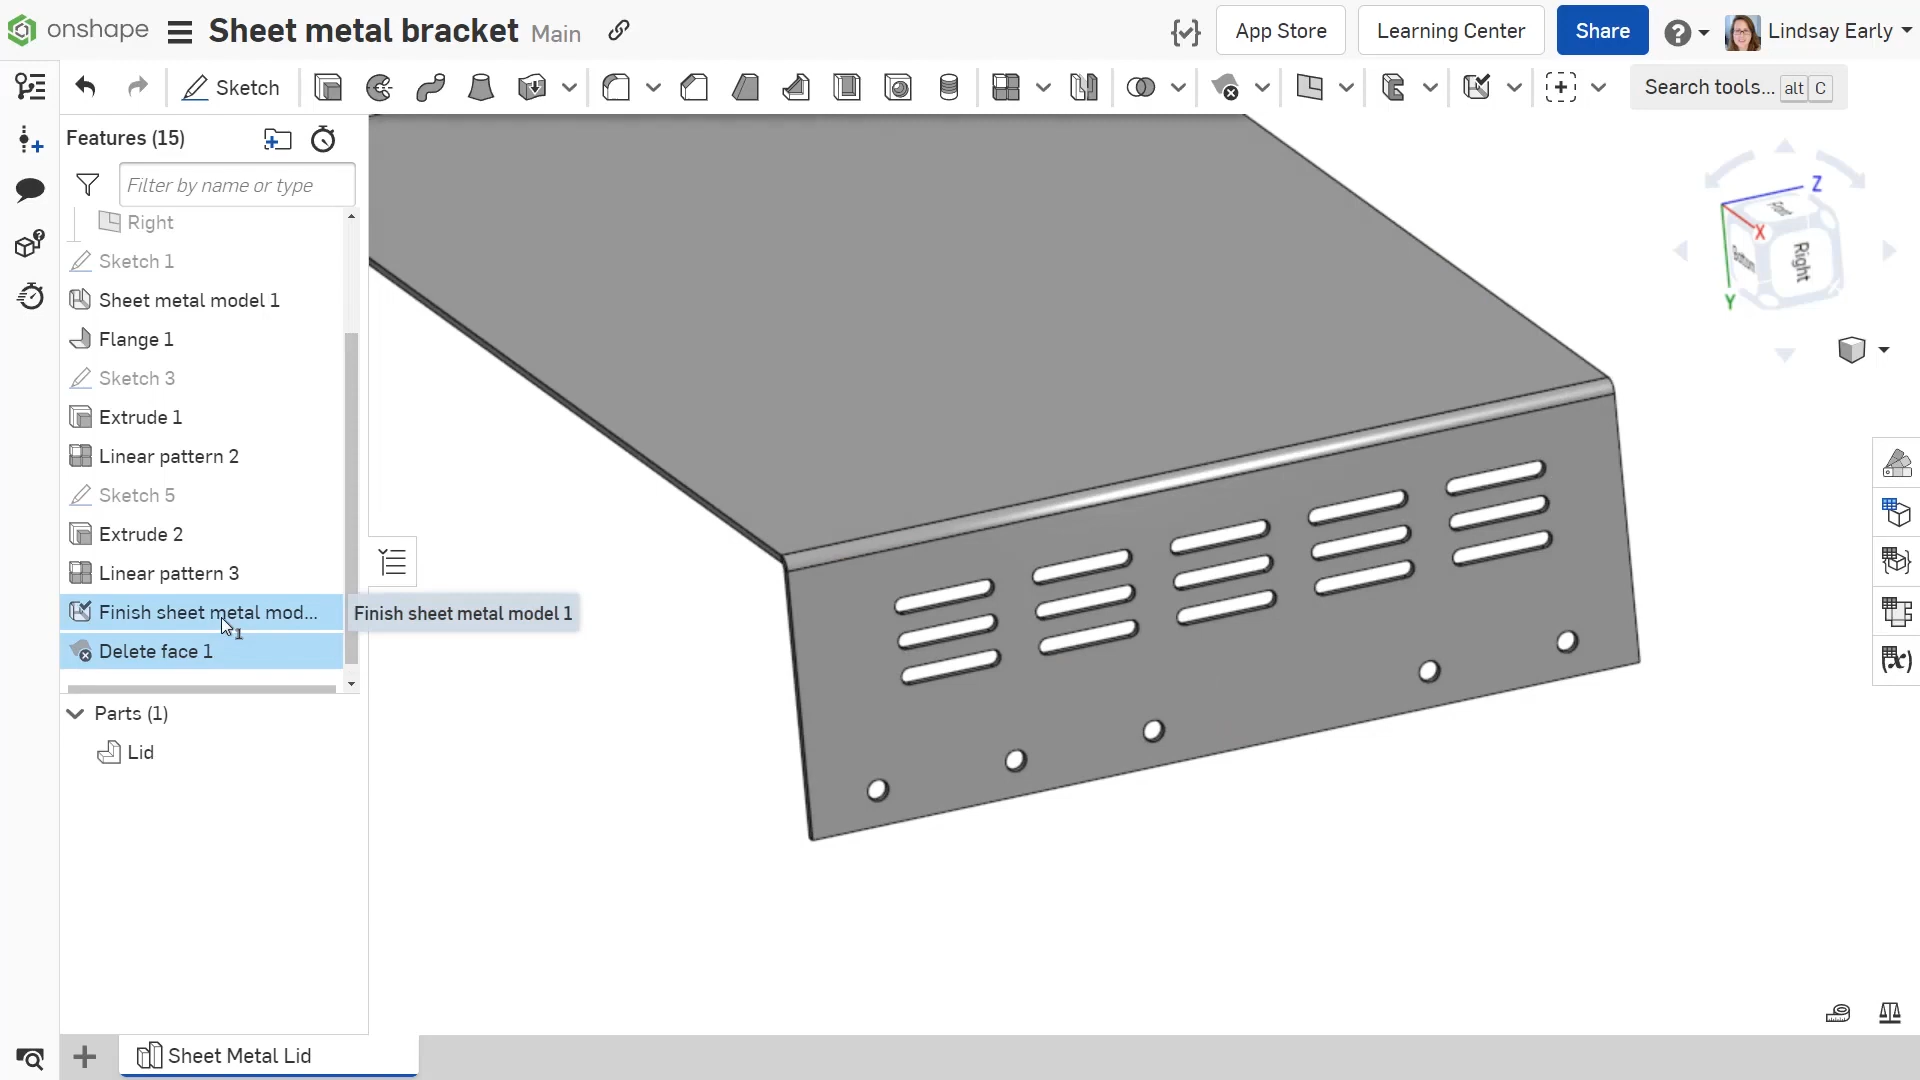 onshape
Sheet metal bracket Main
App Store
Learning Center
Share
Lindsay Early
Sketch
Search tools... alt C
Features (15)
Filter by name or type
Right
Sketch 1
Sheet metal model 1
Flange 1
Sketch 3
Extrude 1
Linear pattern 2
Sketch 5
Extrude 2
Linear pattern 3
Finish sheet metal mod...
Finish sheet metal model 1
1
Delete face 1
Parts (1)
Lid
Z
X
Y
Front
Bottom
Right
Sheet Metal Lid